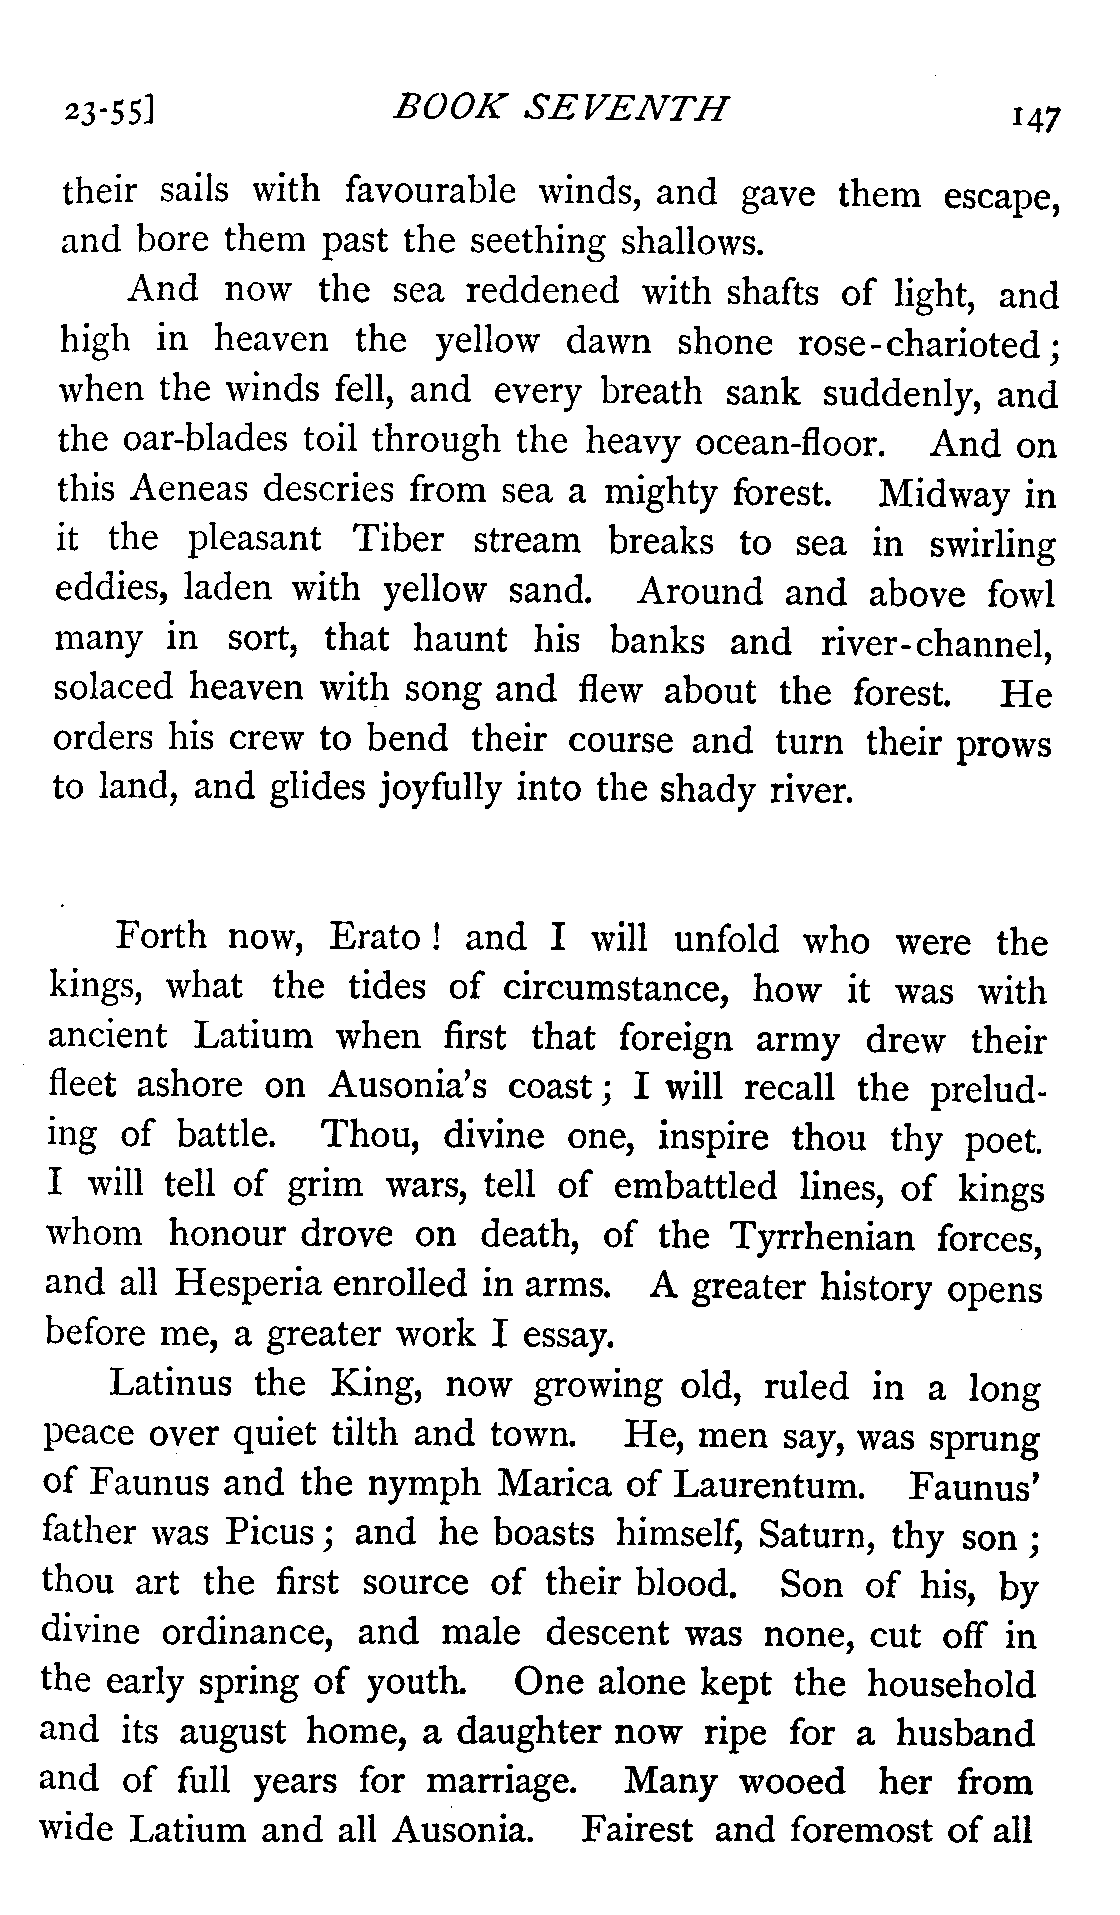 23-55] BOOK SEVENTH 147
their sails with favourable winds, and gave them escape,
and bore them past the seething shallows.
And now the sea reddened with shafts of light, and
high in heaven the yellow dawn shone rose-charioted ;
when the winds fell, and every breath sank suddenly, and
the oar-blades toil through the heavy ocean-floor. And on
this Aeneas descries from sea a mighty forest. Midway in
it the pleasant Tiber stream breaks to sea in swirling
eddies, laden with yellow sand. Around and above fowl
many in sort, that haunt his banks and river-channel,
solaced heaven with song and flew about the forest. He
orders his crew to bend their course and turn their prows
to land, and glides joyfully into the shady river.
Forth now, Erato ! and I will unfold who were the
kings, what the tides of circumstance, how it was with
ancient Latium when first that foreign army drew their
fleet ashore on Ausonia's coast ; I will recall the prelud-
ing of battle. Thou, divine one, inspire thou thy poet.
I will tell of grim wars, tell of embattled lines, of kings
whom honour drove on death, of the Tyrrhenian forces,
and all Hesperia enrolled in arms. A greater history opens
before me, a greater work I essay.
Latinus the King, now growing old, ruled in a long
peace over quiet tilth and town. He, men say, was sprung
of Faunus and the nymph Marica of Laurentum. Faunus'
father was Picus ; and he boasts himself, Saturn, thy son ;
thou art the first source of their blood. Son of his, by
divine ordinance, and male descent was none, cut off in
the early spring of youth. One alone kept the household
and its august home, a daughter now ripe for a husband
and of full years for marriage. Many wooed her from
wide Latium and all Ausonia. Fairest and foremost of all